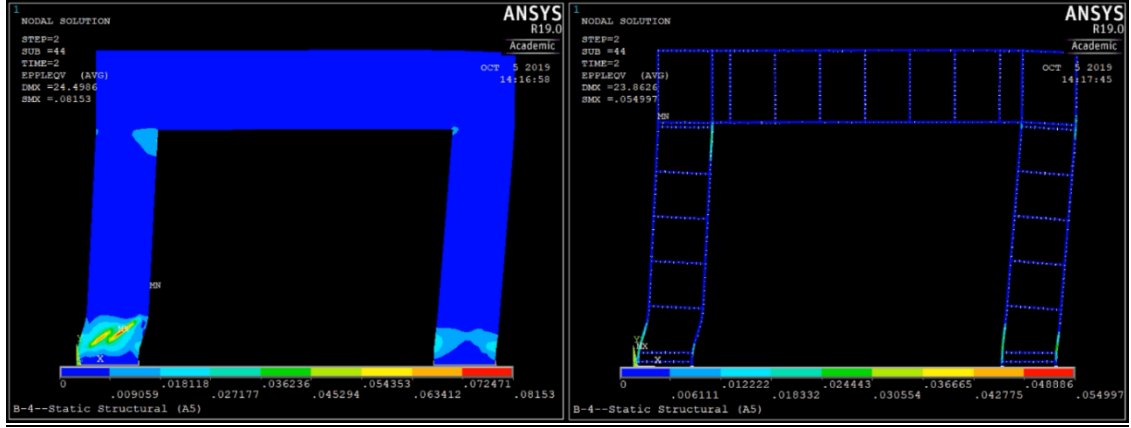 1
NODAL SOLUTION
STEP=2
SUB =44
TIME=2
EPPLEQV (AVG)
DMX =24.4986
SMX =.08153
ANSYS
R19.0
Academic
OCT 5 2019
14:16:58
MN
MX
Y
X
0 .018118 .036236 .054353 .072471
.009059 .027177 .045294 .063412 .08153
B-4--Static Structural (A5)
1
NODAL SOLUTION
STEP=2
SUB =44
TIME=2
EPPLEQV (AVG)
DMX =23.8626
SMX =.054997
ANSYS
R19.0
Academic
OCT 5 2019
14:17:45
MN
Y
MX
X
0 .012222 .024443 .036665 .048886
.006111 .018332 .030554 .042775 .054997
B-4--Static Structural (A5)